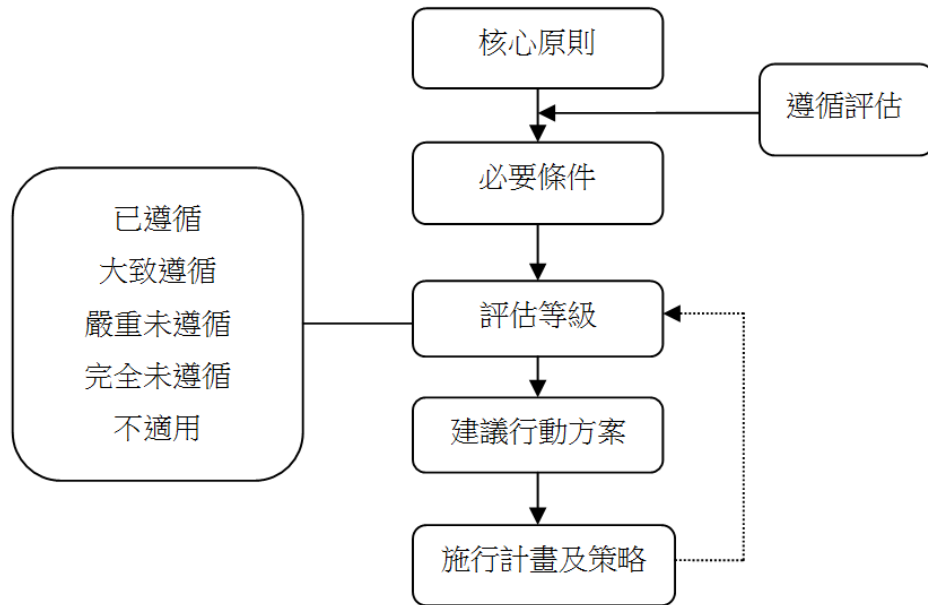 核心原則
遵循評估
必要條件
已遵循
大致遵循
嚴重未遵循
完全未遵循
不適用
評估等級
建議行動方案
施行計畫及策略